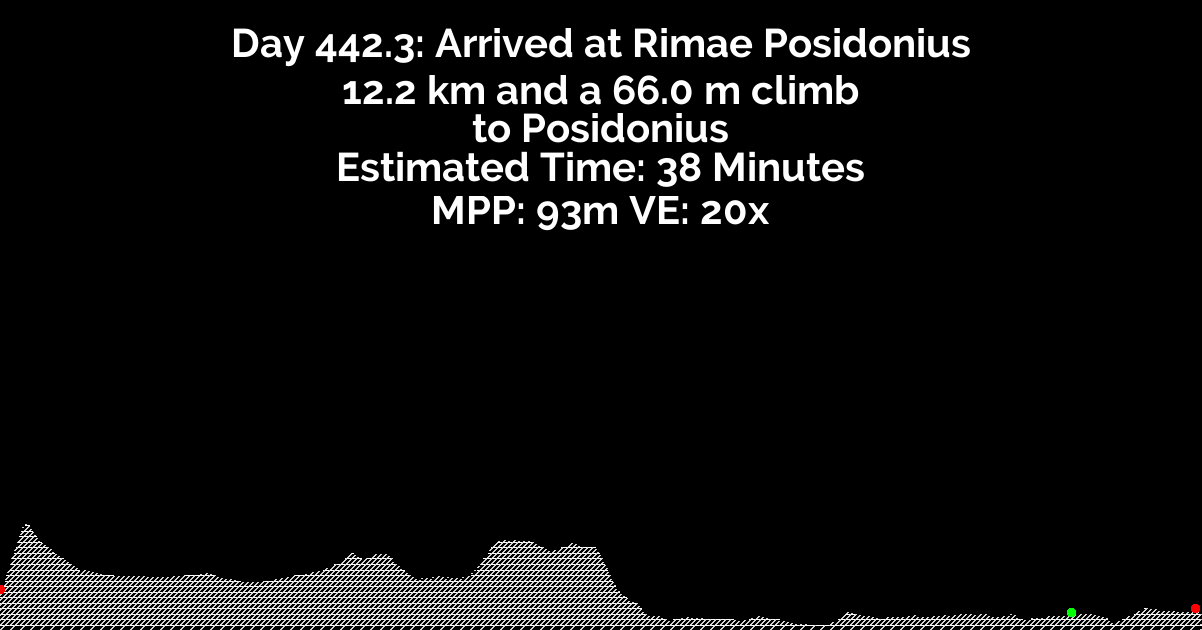 Day 442.3: Arrived at Rimae Posidonius
12.2 km and a 66.0 m climb
to Posidonius
Estimated Time: 38 Minutes
MPP: 93m VE: 20x